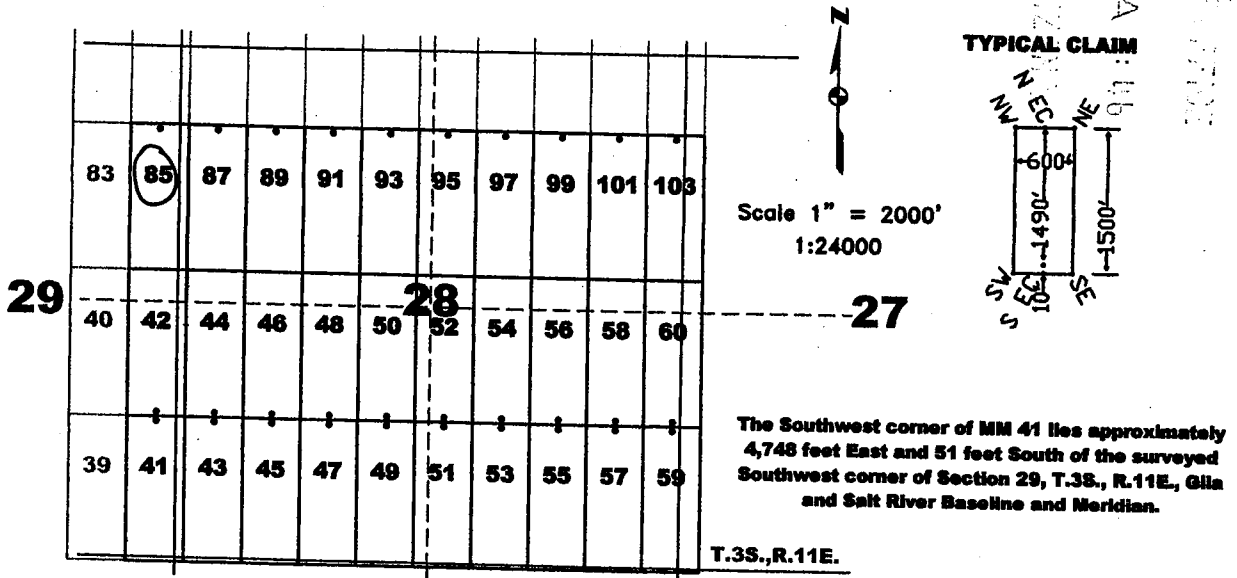 N
TYPICAL CLAIM
NW
N EC
NE
600'
1490'
1500'
10'
SW
S EC
SE
Scale 1" = 2000'
1:24000
83 85 87 89 91 93 95 97 99 101 103
29 28 27
40 42 44 46 48 50 52 54 56 58 60
39 41 43 45 47 49 51 53 55 57 59
The Southwest corner of MM 41 lies approximately
4,748 feet East and 51 feet South of the surveyed
Southwest corner of Section 29, T.3S., R.11E., Gila
and Salt River Baseline and Meridian.
T.3S.,R.11E.